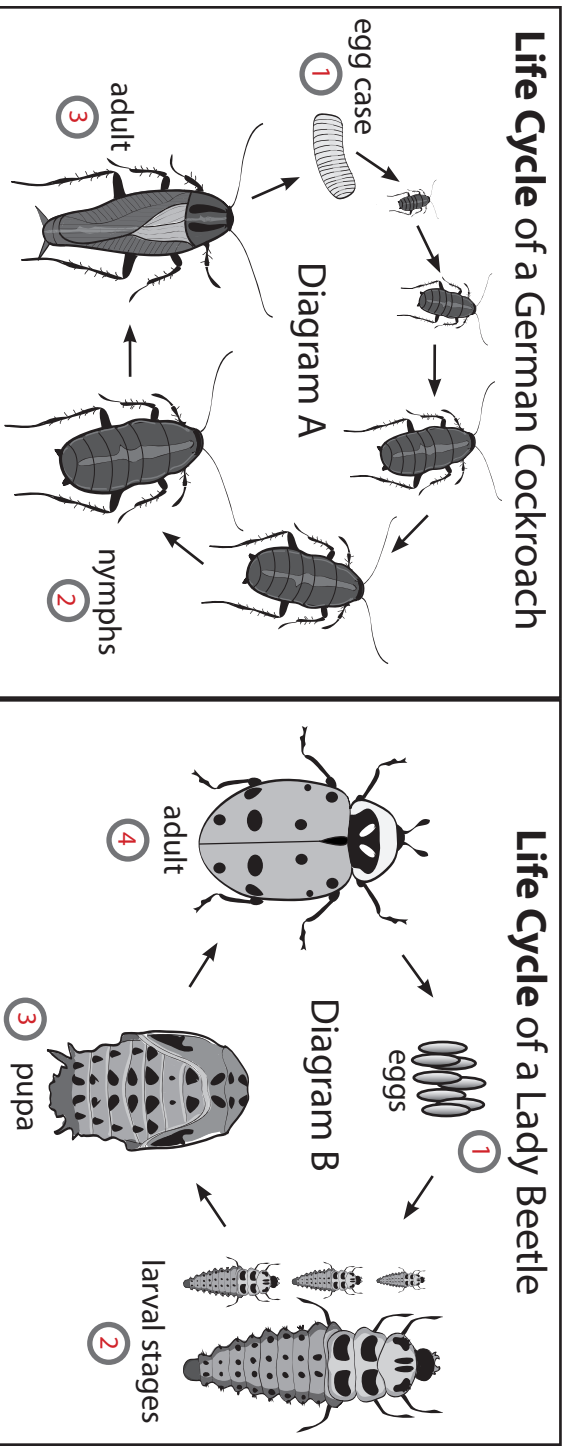 Life Cycle of a German Cockroach
egg case
1
adult
3
Diagram A
nymphs
2
Life Cycle of a Lady Beetle
eggs
1
adult
4
Diagram B
pupa
3
larval stages
2